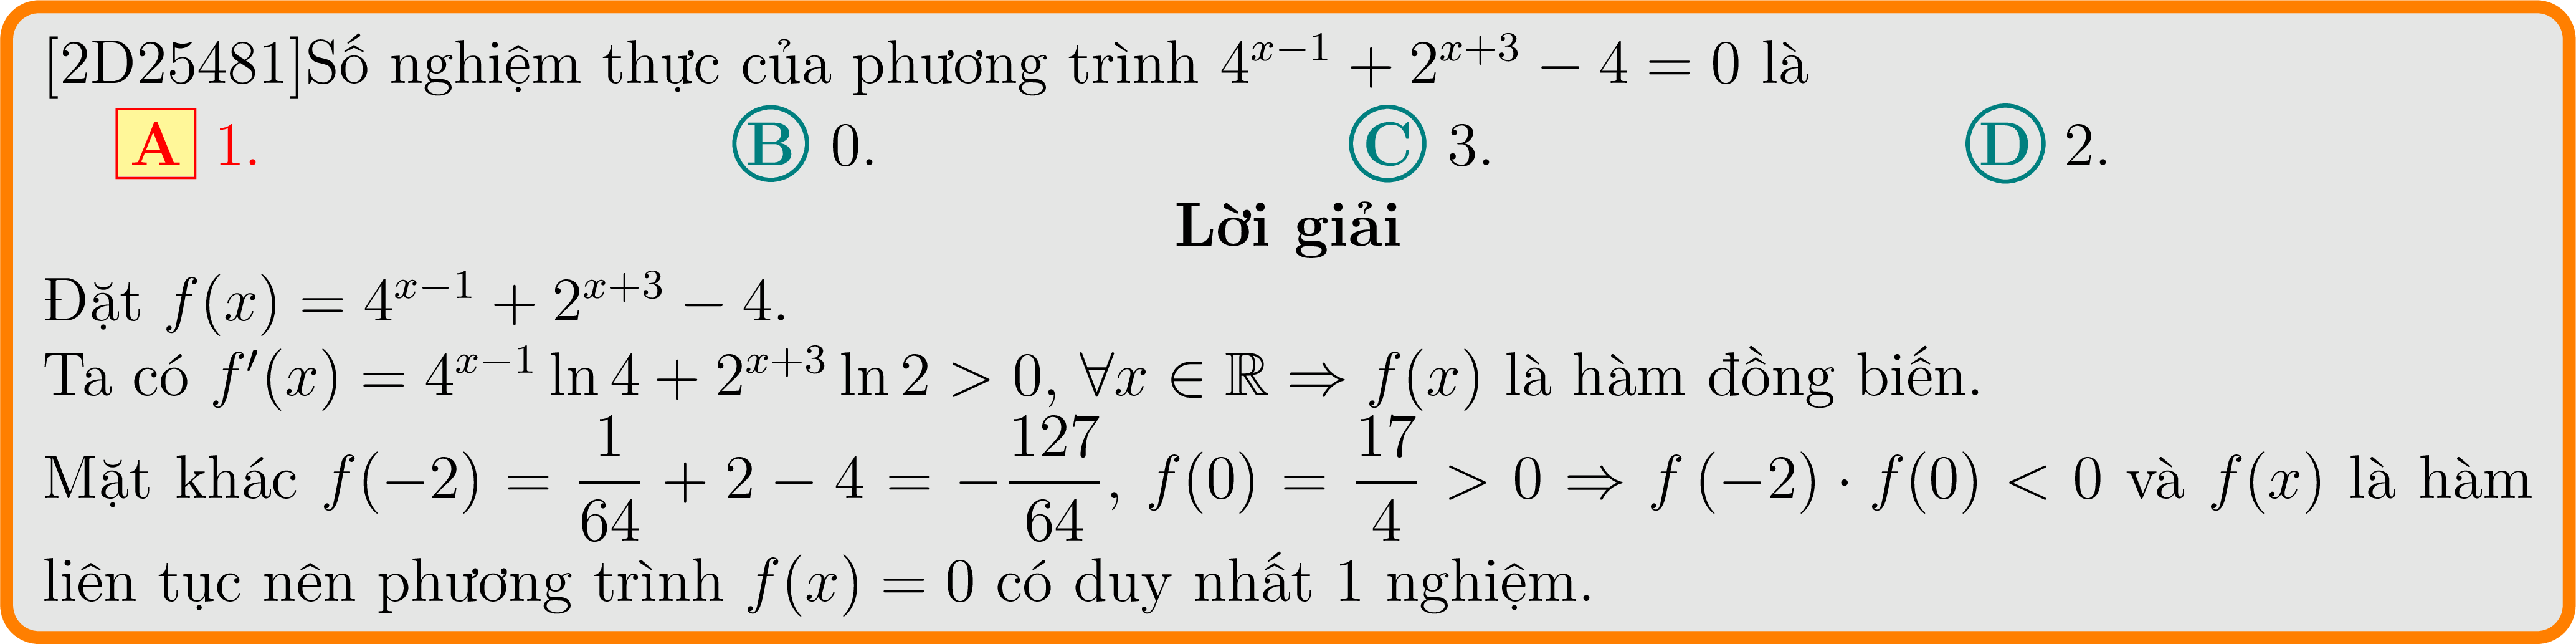 [2D25481]Số nghiệm thực của phương trình $4^{x-1} + 2^{x+3} - 4 = 0$ là
A 1. B 0. C 3. D 2.
Lời giải
Đặt $f(x) = 4^{x-1} + 2^{x+3} - 4$.
Ta có $f'(x) = 4^{x-1} \ln 4 + 2^{x+3} \ln 2 > 0, \forall x \in \mathbb{R} \Rightarrow f(x)$ là hàm đồng biến.
Mặt khác $f(-2) = \dfrac{1}{64} + 2 - 4 = -\dfrac{127}{64}$, $f(0) = \dfrac{17}{4} > 0 \Rightarrow f(-2) \cdot f(0) < 0$ và $f(x)$ là hàm
liên tục nên phương trình $f(x) = 0$ có duy nhất 1 nghiệm.